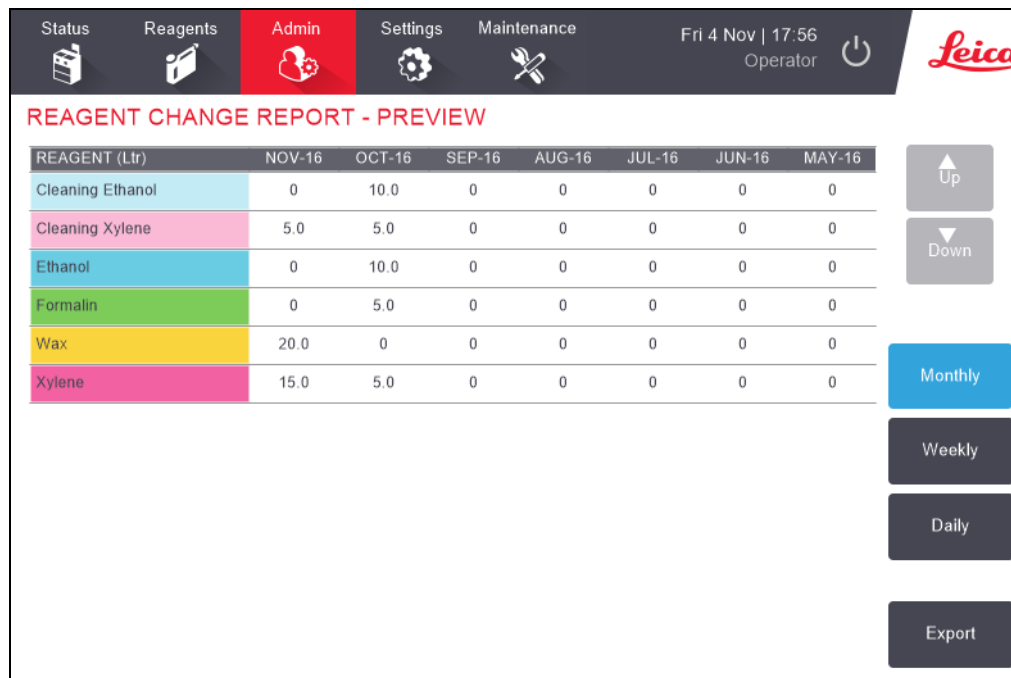 Status Reagents Admin Settings Maintenance Fri 4 Nov | 17:56
Operator
Leica
REAGENT CHANGE REPORT - PREVIEW
REAGENT (Ltr) NOV-16 OCT-16 SEP-16 AUG-16 JUL-16 JUN-16 MAY-16
Cleaning Ethanol 0 10.0 0 0 0 0 0
Cleaning Xylene 5.0 5.0 0 0 0 0 0
Ethanol 0 10.0 0 0 0 0 0
Formalin 0 5.0 0 0 0 0 0
Wax 20.0 0 0 0 0 0 0
Xylene 15.0 5.0 0 0 0 0 0
Up
Down
Monthly
Weekly
Daily
Export